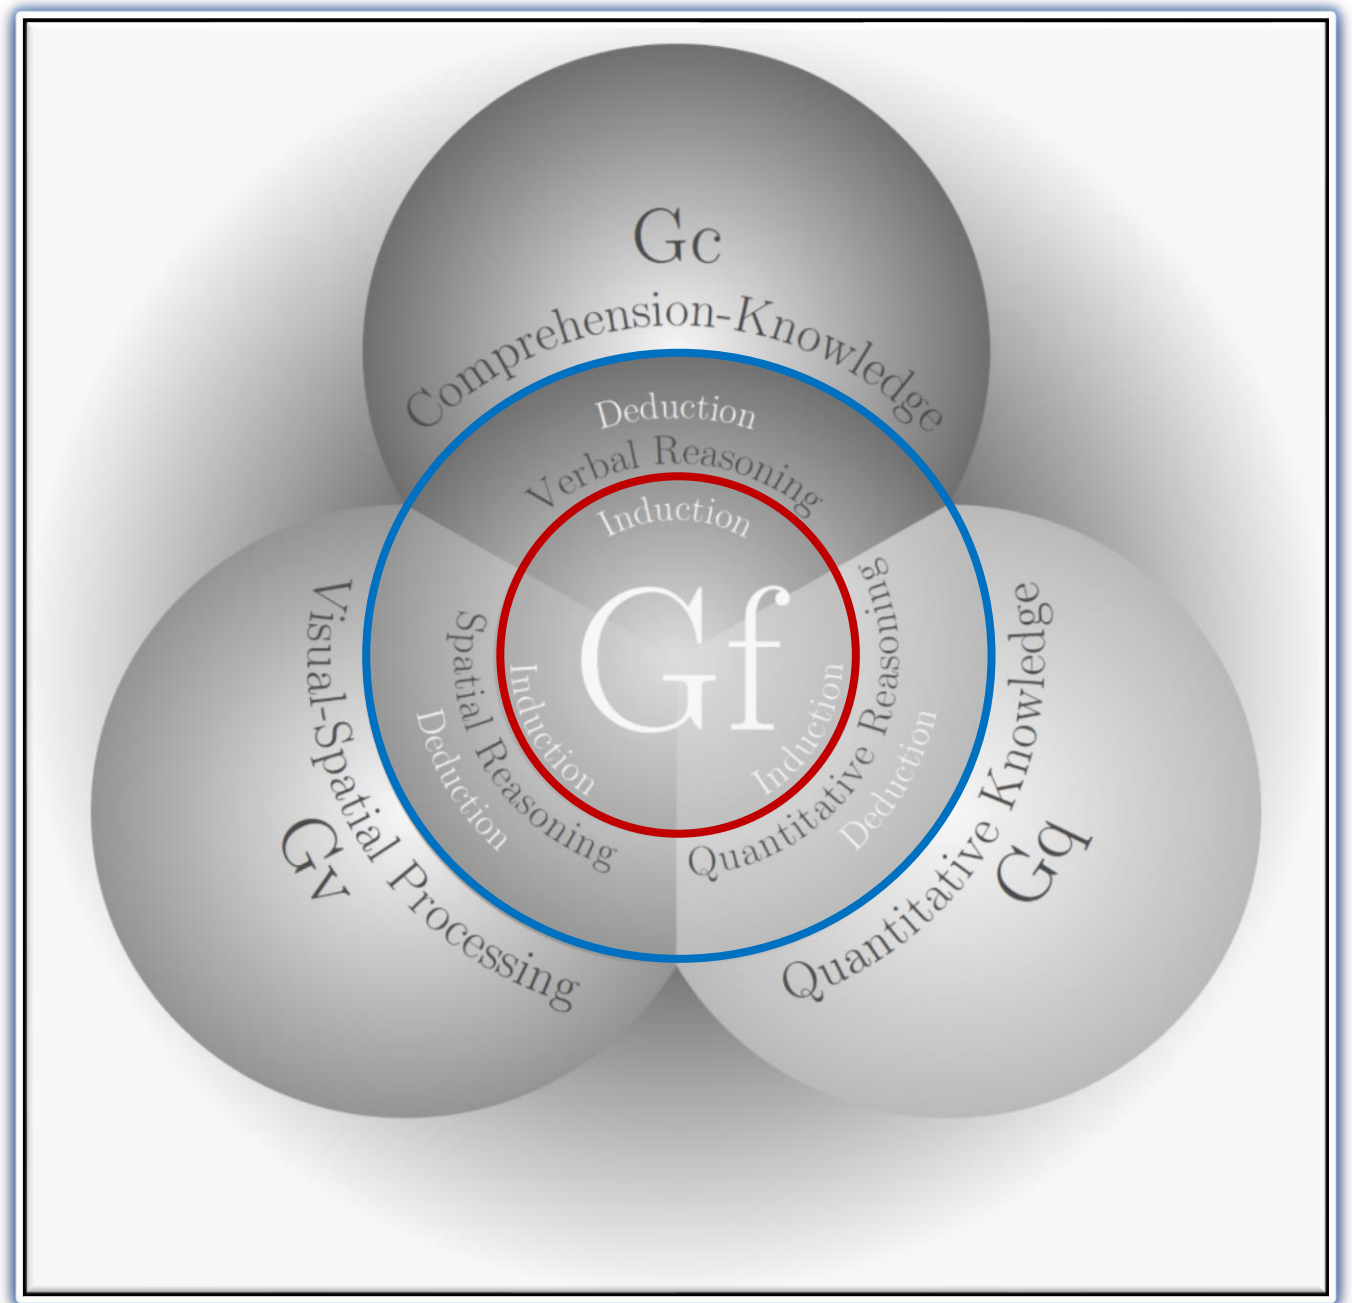 Gc
Comprehension-Knowledge
Deduction
Verbal Reasoning
Induction
Gf
Visual-Spatial Processing
Gv
Spatial Reasoning
Deduction
Induction
Induction
Quantitative Reasoning
Deduction
Quantitative Knowledge
Gq